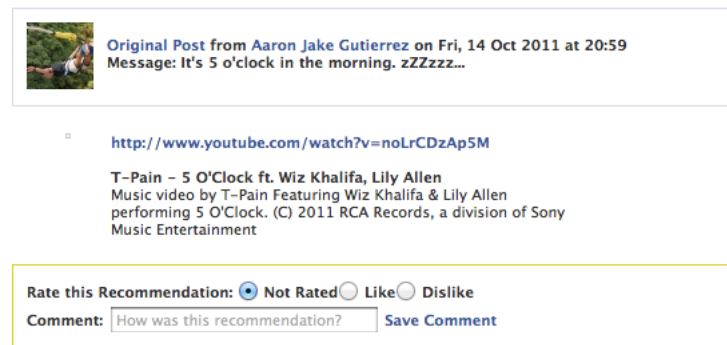 Original Post from Aaron Jake Gutierrez on Fri, 14 Oct 2011 at 20:59
Message: It's 5 o'clock in the morning. zZZzzz...
http://www.youtube.com/watch?v=noLrCDzAp5M
T-Pain - 5 O'Clock ft. Wiz Khalifa, Lily Allen
Music video by T-Pain Featuring Wiz Khalifa & Lily Allen
performing 5 O'Clock. (C) 2011 RCA Records, a division of Sony
Music Entertainment
Rate this Recommendation: Not Rated Like Dislike
Comment: How was this recommendation? Save Comment